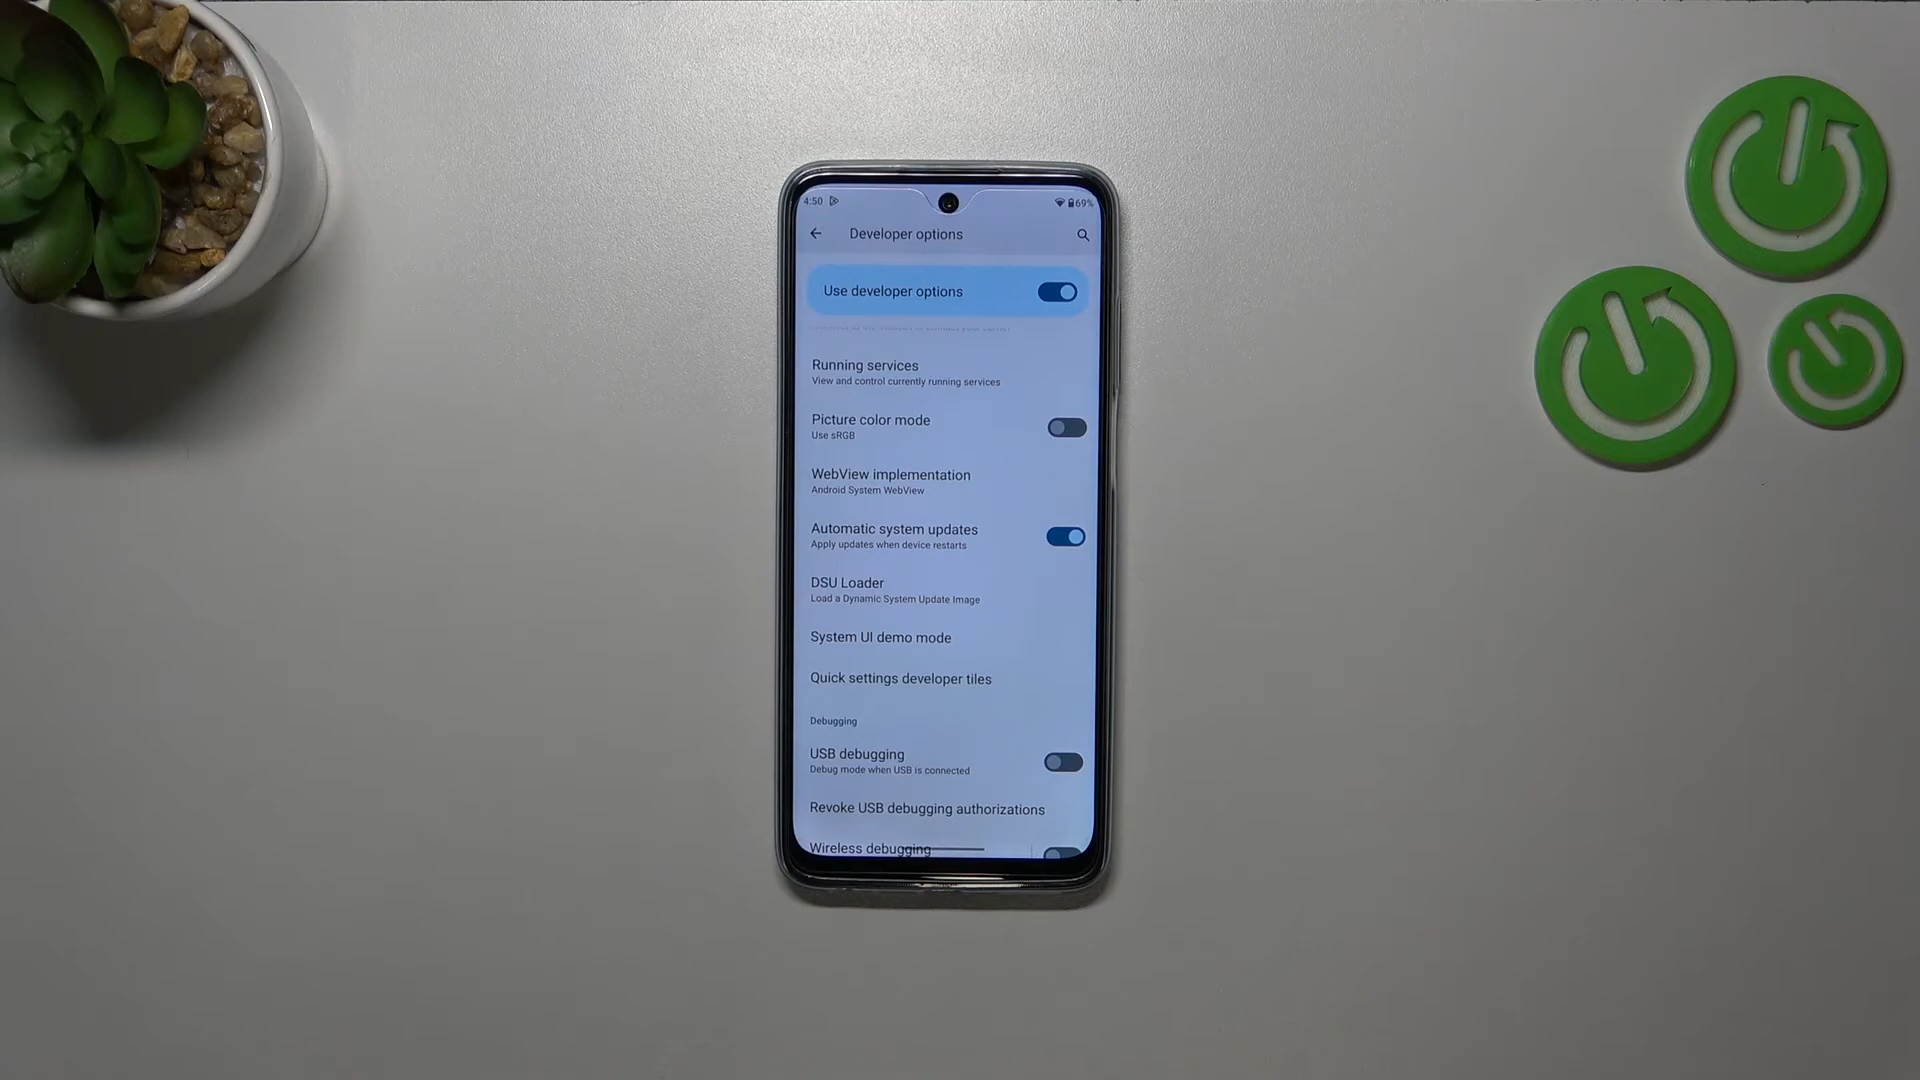 4:50
69%
Developer options
Use developer options
Running services
View and control currently running services
Picture color mode
Use sRGB
WebView implementation
Android System WebView
Automatic system updates
Apply updates when device restarts
DSU Loader
Load a Dynamic System Update Image
System UI demo mode
Quick settings developer tiles
Debugging
USB debugging
Debug mode when USB is connected
Revoke USB debugging authorizations
Wireless debugging